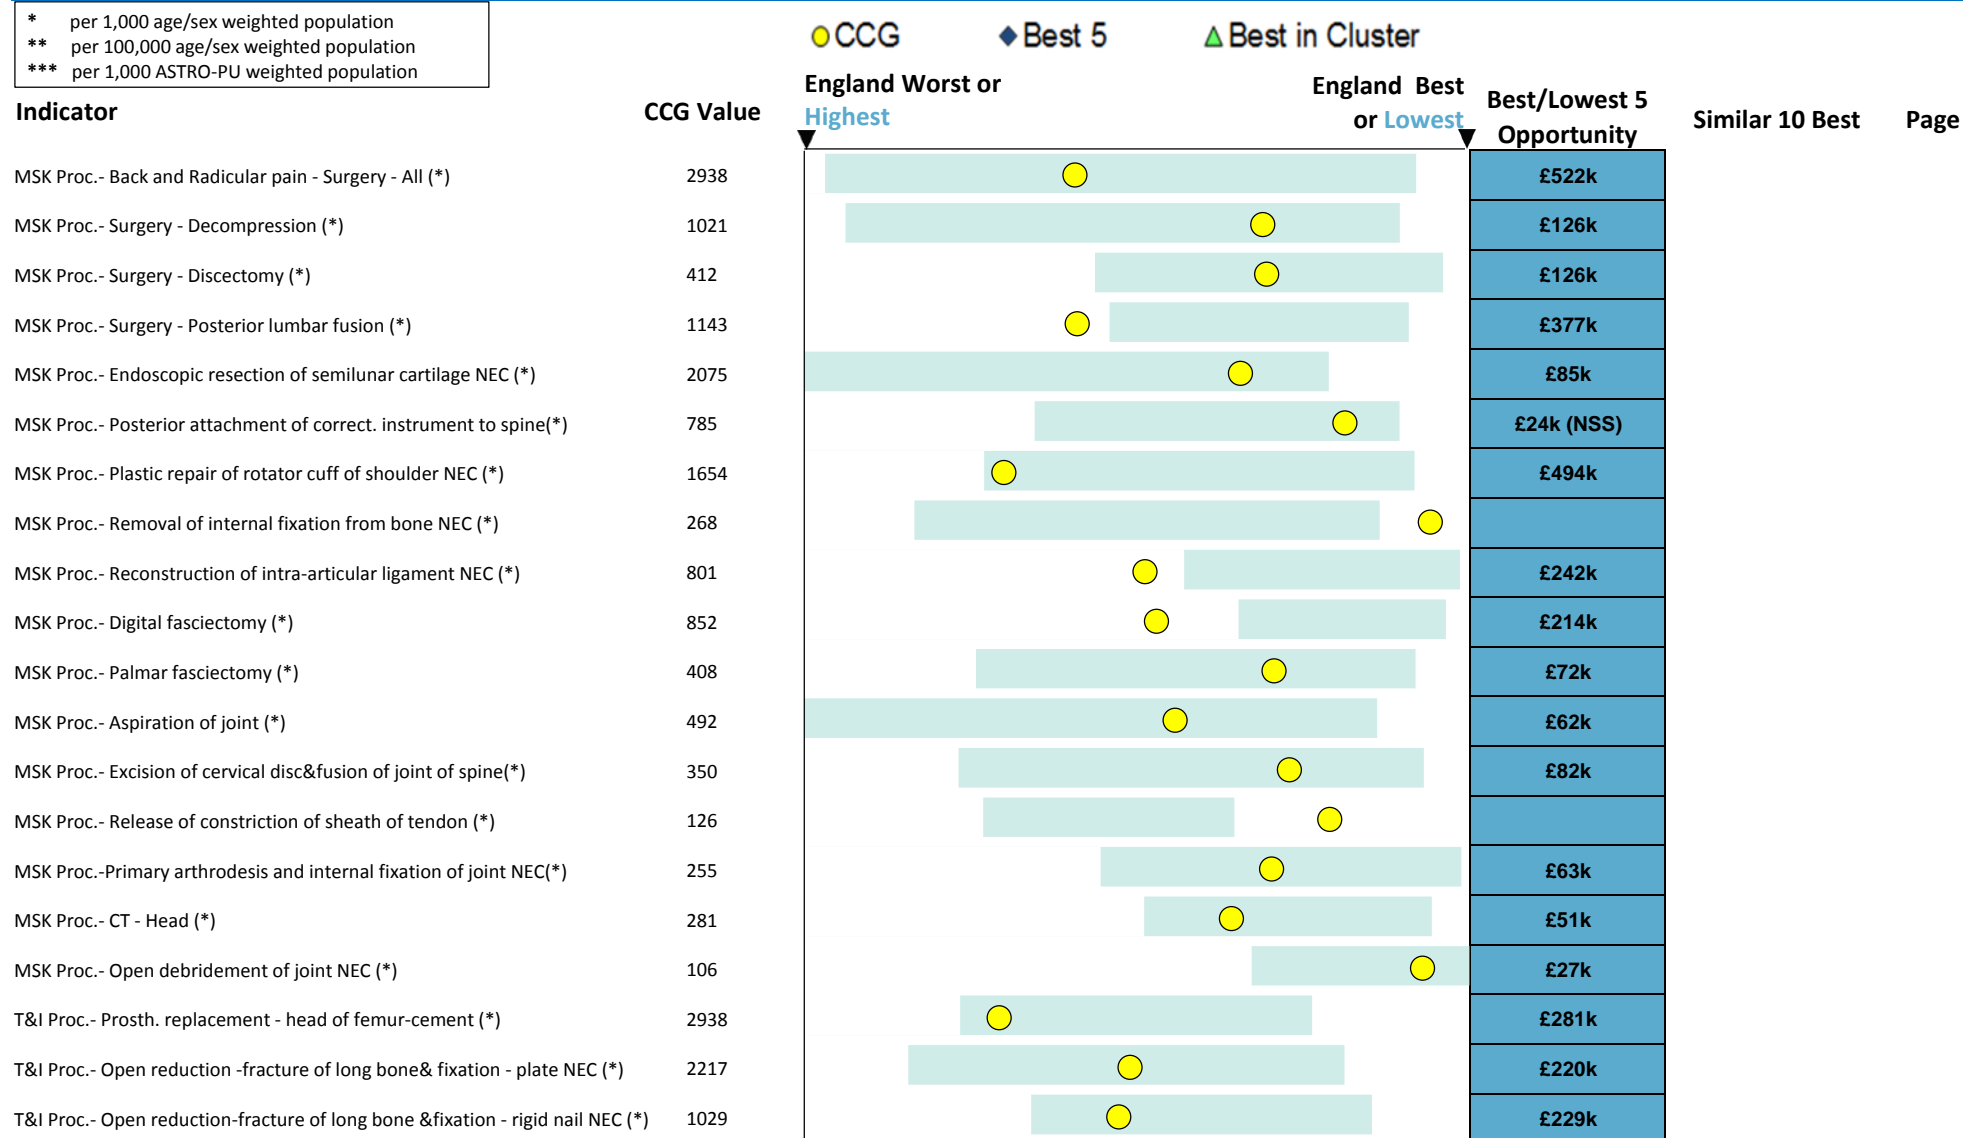 * per 1,000 age/sex weighted population
** per 100,000 age/sex weighted population
*** per 1,000 ASTRO-PU weighted population
CCG Best 5 Best in Cluster
Indicator CCG Value England Worst or Highest England Best or Lowest Best/Lowest 5 Opportunity Similar 10 Best Page
MSK Proc.- Back and Radicular pain - Surgery - All (*) 2938 £522k
MSK Proc.- Surgery - Decompression (*) 1021 £126k
MSK Proc.- Surgery - Discectomy (*) 412 £126k
MSK Proc.- Surgery - Posterior lumbar fusion (*) 1143 £377k
MSK Proc.- Endoscopic resection of semilunar cartilage NEC (*) 2075 £85k
MSK Proc.- Posterior attachment of correct. instrument to spine(*) 785 £24k (NSS)
MSK Proc.- Plastic repair of rotator cuff of shoulder NEC (*) 1654 £494k
MSK Proc.- Removal of internal fixation from bone NEC (*) 268
MSK Proc.- Reconstruction of intra-articular ligament NEC (*) 801 £242k
MSK Proc.- Digital fasciectomy (*) 852 £214k
MSK Proc.- Palmar fasciectomy (*) 408 £72k
MSK Proc.- Aspiration of joint (*) 492 £62k
MSK Proc.- Excision of cervical disc&fusion of joint of spine(*) 350 £82k
MSK Proc.- Release of constriction of sheath of tendon (*) 126
MSK Proc.-Primary arthrodesis and internal fixation of joint NEC(*) 255 £63k
MSK Proc.- CT - Head (*) 281 £51k
MSK Proc.- Open debridement of joint NEC (*) 106 £27k
T&I Proc.- Prosth. replacement - head of femur-cement (*) 2938 £281k
T&I Proc.- Open reduction -fracture of long bone& fixation - plate NEC (*) 2217 £220k
T&I Proc.- Open reduction-fracture of long bone &fixation - rigid nail NEC (*) 1029 £229k